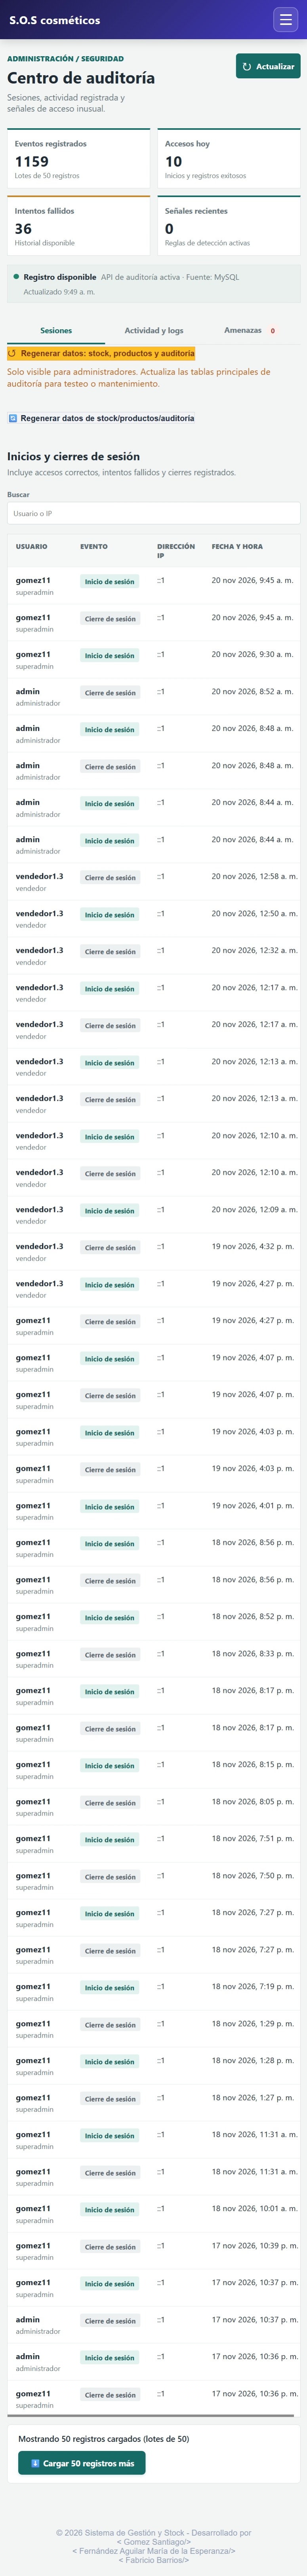 S.O.S cosméticos
ADMINISTRACIÓN / SEGURIDAD
Centro de auditoría
Sesiones, actividad registrada y
señales de acceso inusual.
Actualizar
Eventos registrados
1159
Lotes de 50 registros
Accesos hoy
10
Inicios y registros exitosos
Intentos fallidos
36
Historial disponible
Señales recientes
0
Reglas de detección activas
Registro disponible API de auditoría activa · Fuente: MySQL
Actualizado 9:49 a. m.
Sesiones Actividad y logs Amenazas 0
Regenerar datos: stock, productos y auditoria
Solo visible para administradores. Actualiza las tablas principales de
auditoría para testeo o mantenimiento.
Regenerar datos de stock/productos/auditoria
Inicios y cierres de sesión
Incluye accesos correctos, intentos fallidos y cierres registrados.
Buscar
Usuario o IP
USUARIO EVENTO DIRECCIÓN IP FECHA Y HORA
gomez11 Inicio de sesión ::1 20 nov 2026, 9:45 a. m.
superadmin
gomez11 Cierre de sesión ::1 20 nov 2026, 9:45 a. m.
superadmin
gomez11 Inicio de sesión ::1 20 nov 2026, 9:30 a. m.
superadmin
admin Cierre de sesión ::1 20 nov 2026, 8:52 a. m.
administrador
admin Inicio de sesión ::1 20 nov 2026, 8:48 a. m.
administrador
admin Cierre de sesión ::1 20 nov 2026, 8:48 a. m.
administrador
admin Inicio de sesión ::1 20 nov 2026, 8:44 a. m.
administrador
admin Inicio de sesión ::1 20 nov 2026, 8:44 a. m.
administrador
vendedor1.3 Cierre de sesión ::1 20 nov 2026, 12:58 a. m.
vendedor
vendedor1.3 Inicio de sesión ::1 20 nov 2026, 12:50 a. m.
vendedor
vendedor1.3 Cierre de sesión ::1 20 nov 2026, 12:32 a. m.
vendedor
vendedor1.3 Inicio de sesión ::1 20 nov 2026, 12:17 a. m.
vendedor
vendedor1.3 Cierre de sesión ::1 20 nov 2026, 12:17 a. m.
vendedor
vendedor1.3 Inicio de sesión ::1 20 nov 2026, 12:13 a. m.
vendedor
vendedor1.3 Cierre de sesión ::1 20 nov 2026, 12:13 a. m.
vendedor
vendedor1.3 Inicio de sesión ::1 20 nov 2026, 12:10 a. m.
vendedor
vendedor1.3 Cierre de sesión ::1 20 nov 2026, 12:10 a. m.
vendedor
vendedor1.3 Inicio de sesión ::1 20 nov 2026, 12:09 a. m.
vendedor
vendedor1.3 Cierre de sesión ::1 19 nov 2026, 4:32 p. m.
vendedor
vendedor1.3 Inicio de sesión ::1 19 nov 2026, 4:27 p. m.
vendedor
gomez11 Cierre de sesión ::1 19 nov 2026, 4:27 p. m.
superadmin
gomez11 Inicio de sesión ::1 19 nov 2026, 4:07 p. m.
superadmin
gomez11 Cierre de sesión ::1 19 nov 2026, 4:07 p. m.
superadmin
gomez11 Inicio de sesión ::1 19 nov 2026, 4:03 p. m.
superadmin
gomez11 Cierre de sesión ::1 19 nov 2026, 4:03 p. m.
superadmin
gomez11 Inicio de sesión ::1 19 nov 2026, 4:01 p. m.
superadmin
gomez11 Inicio de sesión ::1 18 nov 2026, 8:56 p. m.
superadmin
gomez11 Cierre de sesión ::1 18 nov 2026, 8:56 p. m.
superadmin
gomez11 Inicio de sesión ::1 18 nov 2026, 8:52 p. m.
superadmin
gomez11 Cierre de sesión ::1 18 nov 2026, 8:33 p. m.
superadmin
gomez11 Inicio de sesión ::1 18 nov 2026, 8:17 p. m.
superadmin
gomez11 Cierre de sesión ::1 18 nov 2026, 8:17 p. m.
superadmin
gomez11 Inicio de sesión ::1 18 nov 2026, 8:15 p. m.
superadmin
gomez11 Cierre de sesión ::1 18 nov 2026, 8:05 p. m.
superadmin
gomez11 Inicio de sesión ::1 18 nov 2026, 7:51 p. m.
superadmin
gomez11 Cierre de sesión ::1 18 nov 2026, 7:50 p. m.
superadmin
gomez11 Inicio de sesión ::1 18 nov 2026, 7:27 p. m.
superadmin
gomez11 Cierre de sesión ::1 18 nov 2026, 7:27 p. m.
superadmin
gomez11 Inicio de sesión ::1 18 nov 2026, 7:19 p. m.
superadmin
gomez11 Cierre de sesión ::1 18 nov 2026, 1:29 p. m.
superadmin
gomez11 Inicio de sesión ::1 18 nov 2026, 1:28 p. m.
superadmin
gomez11 Cierre de sesión ::1 18 nov 2026, 1:27 p. m.
superadmin
gomez11 Inicio de sesión ::1 18 nov 2026, 11:31 a. m.
superadmin
gomez11 Cierre de sesión ::1 18 nov 2026, 11:31 a. m.
superadmin
gomez11 Inicio de sesión ::1 18 nov 2026, 10:01 a. m.
superadmin
gomez11 Cierre de sesión ::1 17 nov 2026, 10:39 p. m.
superadmin
gomez11 Inicio de sesión ::1 17 nov 2026, 10:37 p. m.
superadmin
admin Cierre de sesión ::1 17 nov 2026, 10:37 p. m.
administrador
admin Inicio de sesión ::1 17 nov 2026, 10:36 p. m.
administrador
gomez11 Cierre de sesión ::1 17 nov 2026, 10:36 p. m.
superadmin
Mostrando 50 registros cargados (lotes de 50)
Cargar 50 registros más
© 2026 Sistema de Gestión y Stock - Desarrollado por
< Gomez Santiago/>
< Fernández Aguilar María de la Esperanza/>
< Fabricio Barrios/>